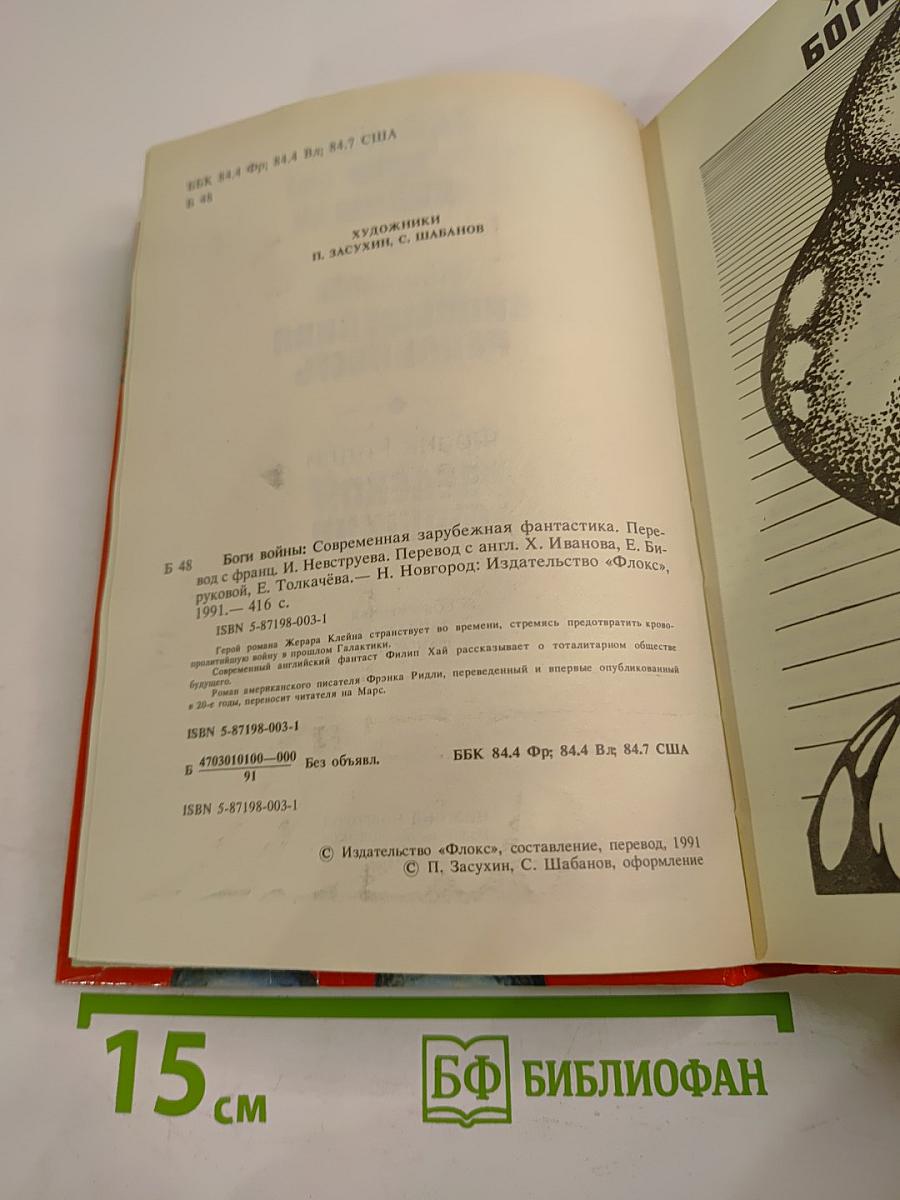 ББК 84.4 Фр; 84.4 Вл; 84.7 США
Б 48
ХУДОЖНИКИ
П. ЗАСУХИН, С. ШАБАНОВ
Б 48
Боги войны: Современная зарубежная фантастика. Пере-
вод с франц. И. Невструева. Перевод с англ. Х. Иванова, Е. Би-
руковой, Е. Толкачёва.— Н. Новгород: Издательство «Флокс»,
1991.— 416 с.
ISBN 5-87198-003-1
Герой романа Жерара Клейна странствует во времени, стремясь предотвратить крово-
пролитнейшую войну в прошлом Галактики.
Современный английский фантаст Филип Хай рассказывает о тоталитарном обществе
будущего.
Роман американского писателя Фрэнка Ридли, переведенный и впервые опубликованный
в 20-е годы, переносит читателя на Марс.
ISBN 5-87198-003-1
Б 4703010100—000
91
Без объявл.
ББК 84.4 Фр; 84.4 Вл; 84.7 США
ISBN 5-87198-003-1
© Издательство «Флокс», составление, перевод, 1991
© П. Засухин, С. Шабанов, оформление
15 см
БФ БИБЛИОФАН